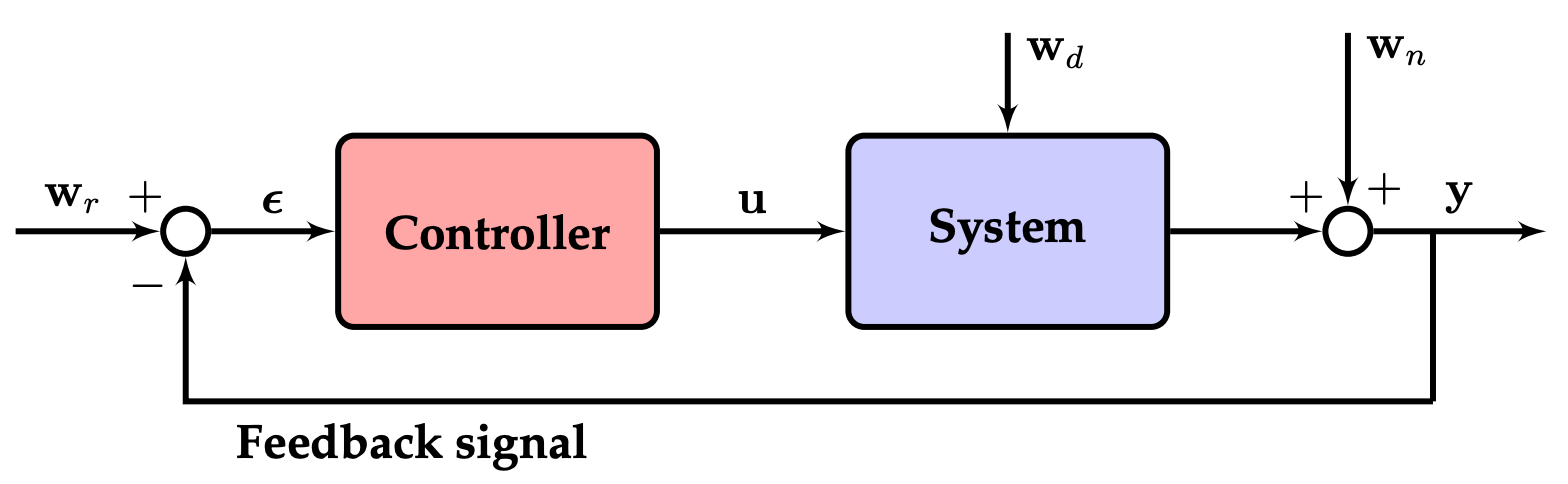 w_d
w_n
w_r +
ϵ
Controller
u
System
+
+
y
−
Feedback signal